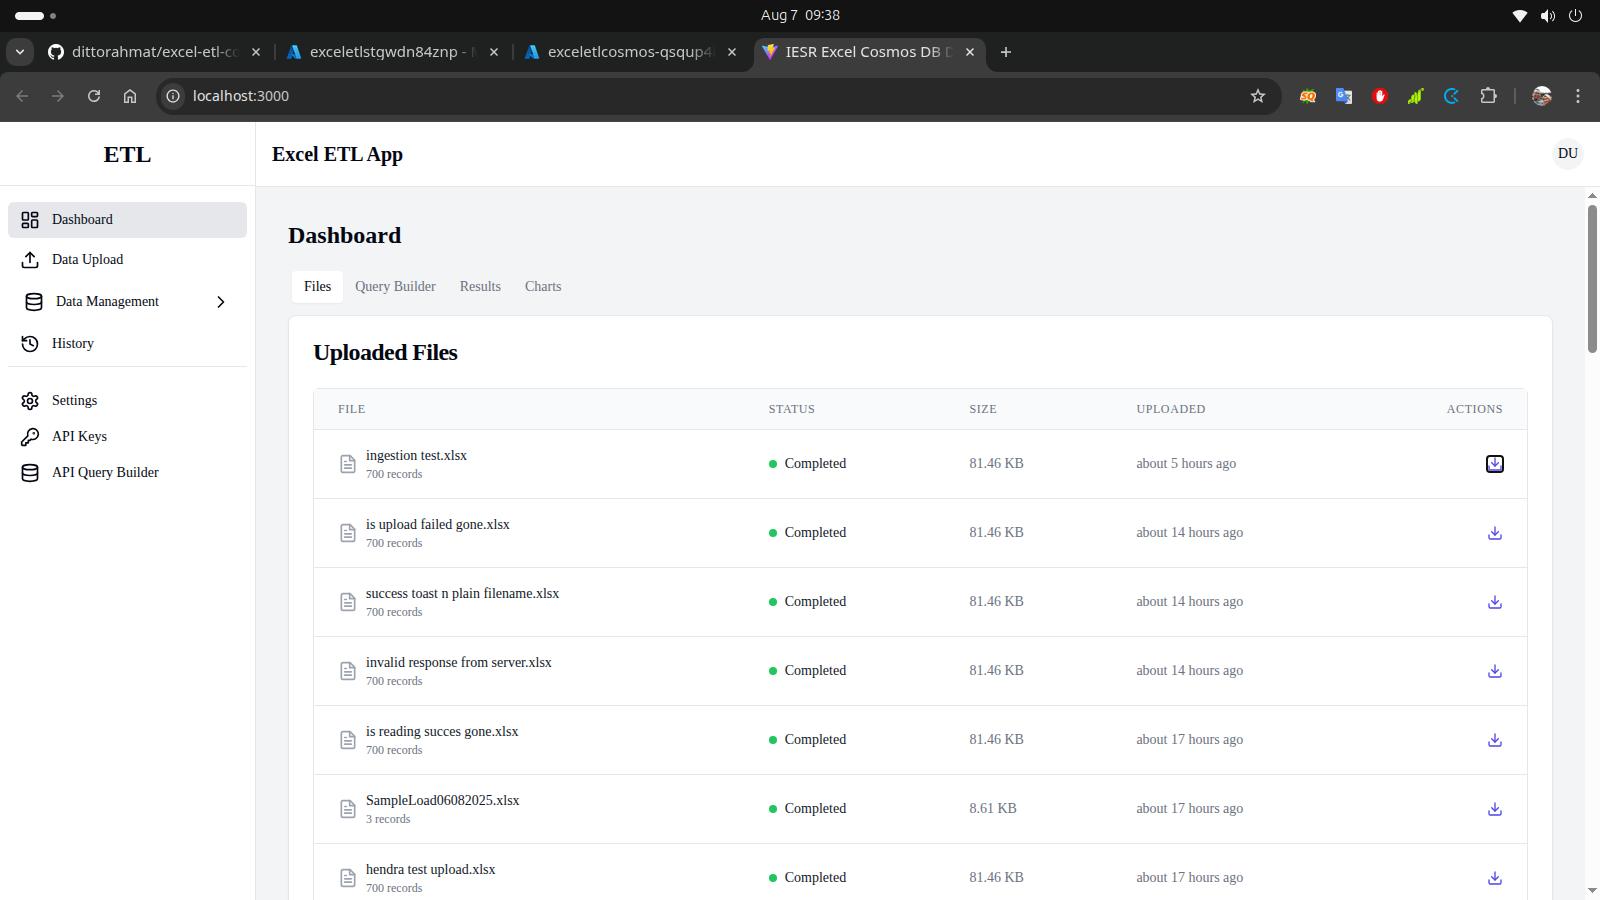 Aug 7 09:38
dittorahmat/excel-etl-co
exceletlstgwdn84znp -
exceletlcosmos-qsqup4
IESR Excel Cosmos DB D
localhost:3000
ETL
Excel ETL App
DU
Dashboard
Data Upload
Data Management
History
Settings
API Keys
API Query Builder
Dashboard
Files Query Builder Results Charts
Uploaded Files
FILE STATUS SIZE UPLOADED ACTIONS
ingestion test.xlsx
700 records
Completed 81.46 KB about 5 hours ago
is upload failed gone.xlsx
700 records
Completed 81.46 KB about 14 hours ago
success toast n plain filename.xlsx
700 records
Completed 81.46 KB about 14 hours ago
invalid response from server.xlsx
700 records
Completed 81.46 KB about 14 hours ago
is reading succes gone.xlsx
700 records
Completed 81.46 KB about 17 hours ago
SampleLoad06082025.xlsx
3 records
Completed 8.61 KB about 17 hours ago
hendra test upload.xlsx
700 records
Completed 81.46 KB about 17 hours ago